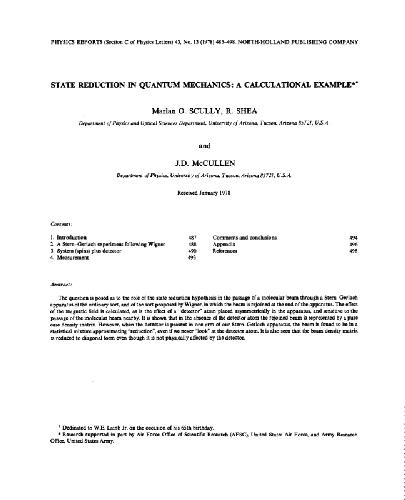 PHYSICS REPORTS (Section C of Physics Letters) 43, No. 13 (1978) 485–498. NORTH-HOLLAND PUBLISHING COMPANY
STATE REDUCTION IN QUANTUM MECHANICS: A CALCULATIONAL EXAMPLE*†
Marlan O. SCULLY, R. SHEA
Department of Physics and Optical Sciences Department, University of Arizona, Tucson, Arizona 85721, U.S.A.
and
J.D. McCULLEN
Department of Physics, University of Arizona, Tucson, Arizona 85721, U.S.A.
Received January 1978
Contents:
1. Introduction 487
2. A Stern–Gerlach experiment following Wigner 488
3. System (spins) plus detector 490
4. Measurement 493
Comments and conclusions 494
Appendix 496
References 498
Abstract:
The question is posed as to the role of the state reduction hypothesis in the passage of a molecular beam through a Stern–Gerlach
apparatus of the ordinary sort, and of the sort proposed by Wigner, in which the beam is rejoined at the end of the apparatus. The effect
of the magnetic field is calculated, as is the effect of a "detector" atom placed asymmetrically in the apparatus, and sensitive to the
passage of the molecular beam nearby. It is shown that in the absence of the detector atom the rejoined beam is represented by a pure
case density matrix. However, when the detector is present in one arm of our Stern–Gerlach apparatus, the beam is found to be in a
statistical mixture approximating "reduction", even if we never "look" at the detector atom. It is also seen that the beam density matrix
is reduced to diagonal form even though it is not physically affected by the detector.
† Dedicated to W.E. Lamb Jr. on the occasion of his 65th birthday.
* Research supported in part by Air Force Office of Scientific Research (AFSC), United States Air Force, and Army Research
Office, United States Army.